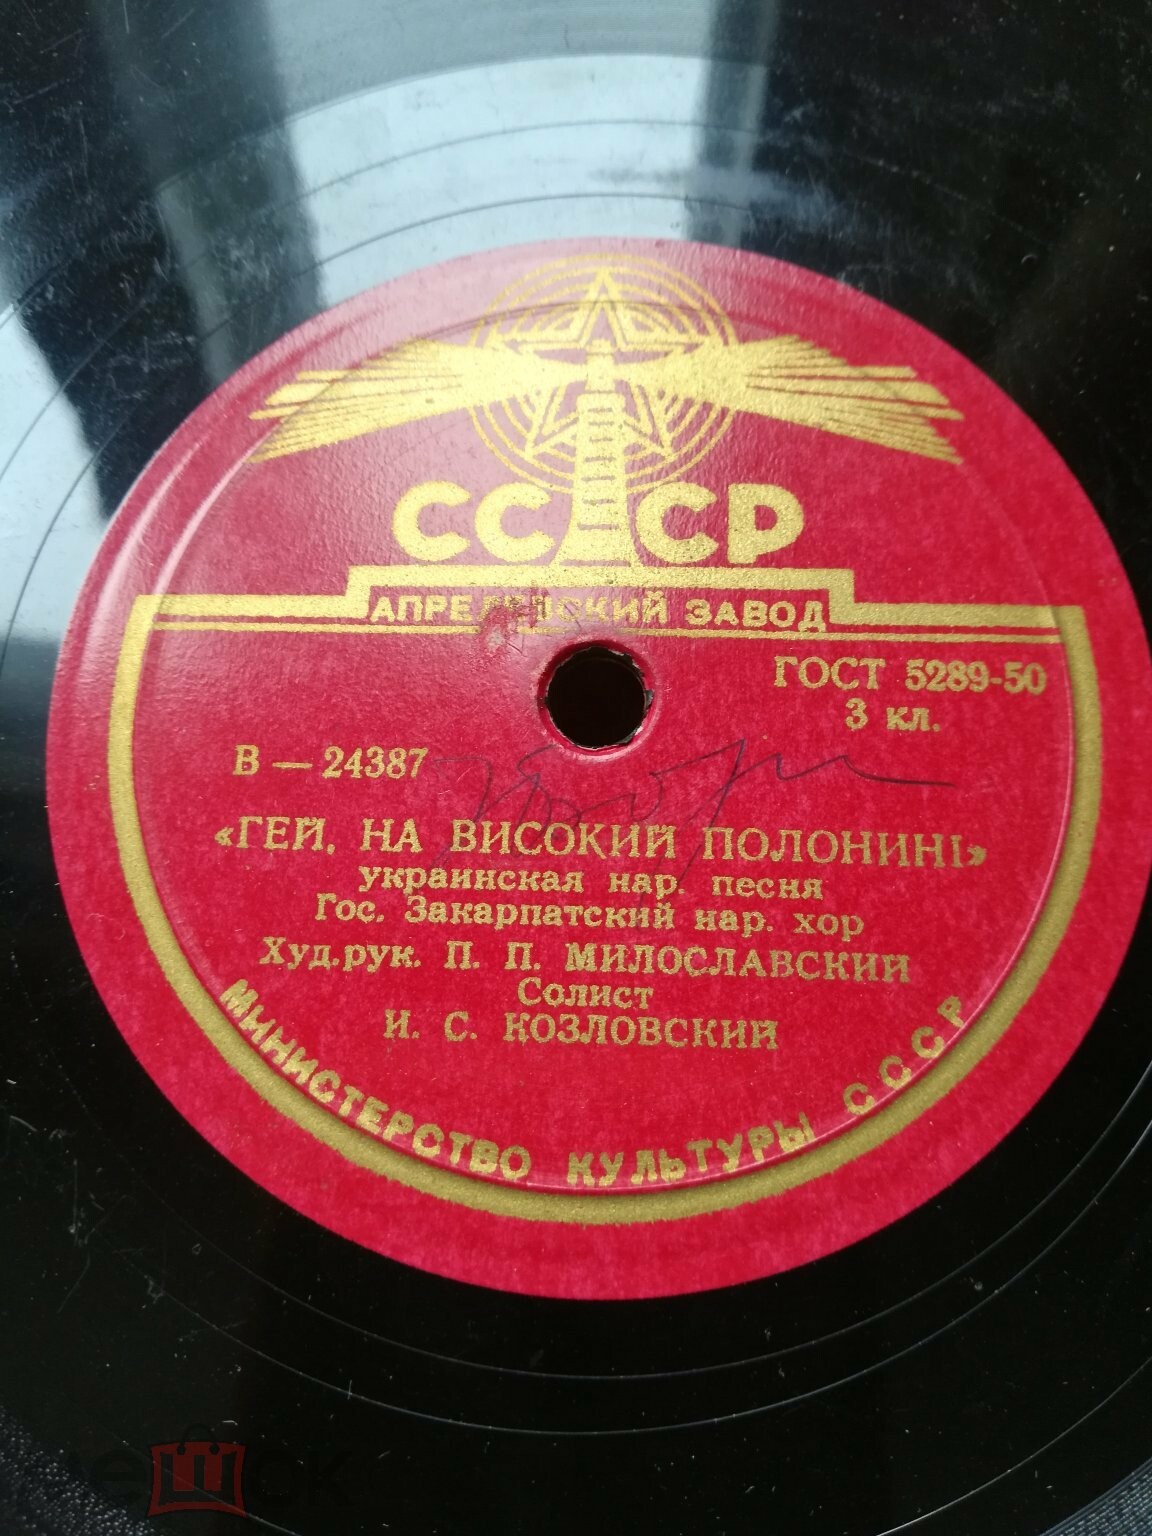 СССР
АПРЕЛЕВСКИЙ ЗАВОД
ГОСТ 5289-50
3 кл.
В — 24387
«ГЕЙ, НА ВИСОКИЙ ПОЛОНИНІ»
украинская нар. песня
Гос. Закарпатский нар. хор
Худ.рук. П. П. МИЛОСЛАВСКИЙ
Солист
И. С. КОЗЛОВСКИЙ
МИНИСТЕРСТВО КУЛЬТУРЫ СССР